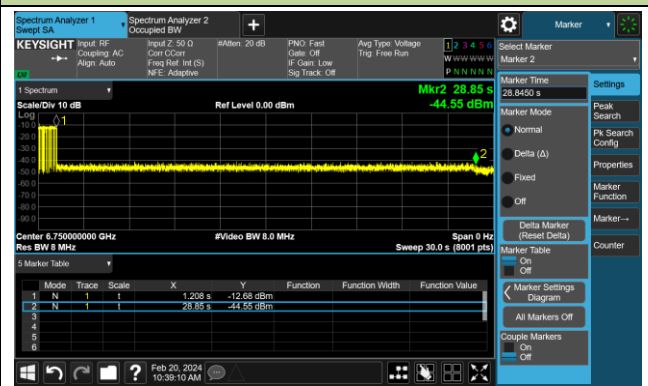 Spectrum Analyzer 1
Swept SA
Spectrum Analyzer 2
Occupied BW
Marker
KEYSIGHT
Input: RF
Coupling: AC
Align: Auto
Input Z: 50 Ω
Corr CCorr
Freq Ref: Int (S)
NFE: Adaptive
#Atten: 20 dB
PNO: Fast
Gate: Off
IF Gain: Low
Sig Track: Off
Avg Type: Voltage
Trig: Free Run
1 2 3 4 5 6
W W W W W W
P N N N N N
Select Marker
Marker 2
1 Spectrum
Scale/Div 10 dB
Ref Level 0.00 dBm
Mkr2 28.85 s
-44.55 dBm
Log
-10.0
-20.0
-30.0
-40.0
-50.0
-60.0
-70.0
-80.0
-90.0
1
2
Center 6.750000000 GHz
Res BW 8 MHz
#Video BW 8.0 MHz
Span 0 Hz
Sweep 30.0 s (8001 pts)
5 Marker Table
Mode Trace Scale X Y Function Function Width Function Value
1 N 1 t 1.208 s -12.68 dBm
2 N 1 t 28.85 s -44.55 dBm
3
4
5
6
Marker Time
28.8450 s
Marker Mode
Normal
Delta (Δ)
Fixed
Off
Delta Marker
(Reset Delta)
Marker Table
On
Off
Marker Settings
Diagram
All Markers Off
Couple Markers
On
Off
Settings
Peak
Search
Pk Search
Config
Properties
Marker
Function
Marker→
Counter
?
Feb 20, 2024
10:39:10 AM